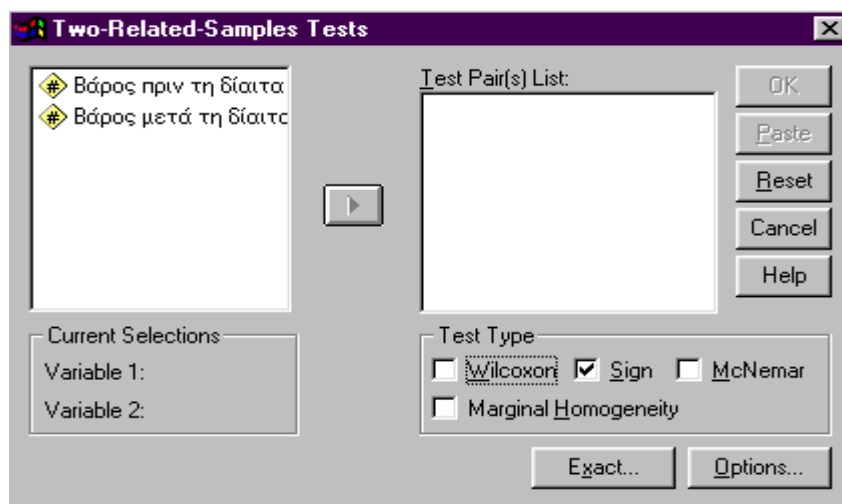 Two-Related-Samples Tests
Βάρος πριν τη δίαιτα
Βάρος μετά τη δίαιτα
Test Pair(s) List:
OK
Paste
Reset
Cancel
Help
Current Selections
Variable 1:
Variable 2:
Test Type
Wilcoxon
Sign
McNemar
Marginal Homogeneity
Exact...
Options...